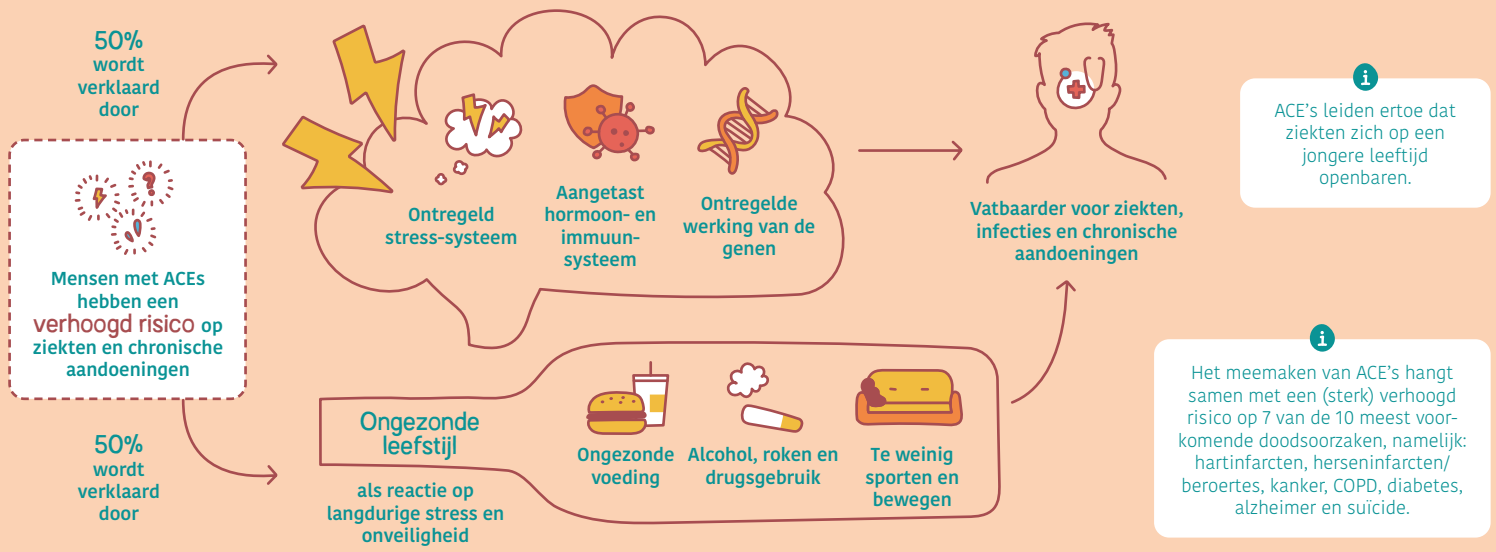 50%
wordt
verklaard
door
Mensen met ACEs
hebben een
verhoogd risico op
ziekten en chronische
aandoeningen
50%
wordt
verklaard
door
Ontregeld
stress-systeem
Aangetast
hormoon- en
immuun-
systeem
Ontregelde
werking van de
genen
Ongezonde
leefstijl
als reactie op
langdurige stress en
onveiligheid
Ongezonde
voeding
Alcohol, roken en
drugsgebruik
Te weinig
sporten en
bewegen
Vatbaarder voor ziekten,
infecties en chronische
aandoeningen
i
ACE's leiden ertoe dat
ziekten zich op een
jongere leeftijd
openbaren.
i
Het meemaken van ACE's hangt
samen met een (sterk) verhoogd
risico op 7 van de 10 meest voor-
komende doodsoorzaken, namelijk:
hartinfarcten, herseninfarcten/
beroertes, kanker, COPD, diabetes,
alzheimer en suïcide.